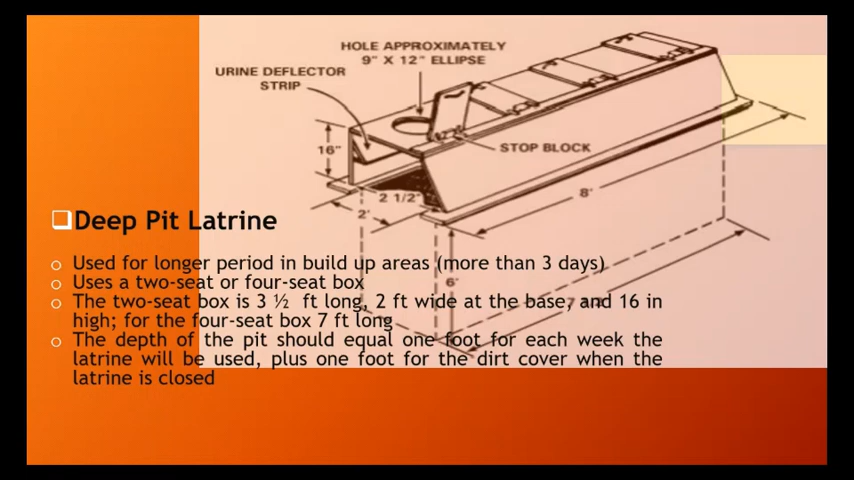 HOLE APPROXIMATELY
9" X 12" ELLIPSE
URINE DEFLECTOR
STRIP
16"
STOP BLOCK
2 1/2'
8'
2'
Deep Pit Latrine
Used for longer period in build up areas (more than 3 days)
Uses a two-seat or four-seat box
6'
The two-seat box is 3 ½ ft long, 2 ft wide at the base, and 16 in
high; for the four-seat box 7 ft long
The depth of the pit should equal one foot for each week the
latrine will be used, plus one foot for the dirt cover when the
latrine is closed